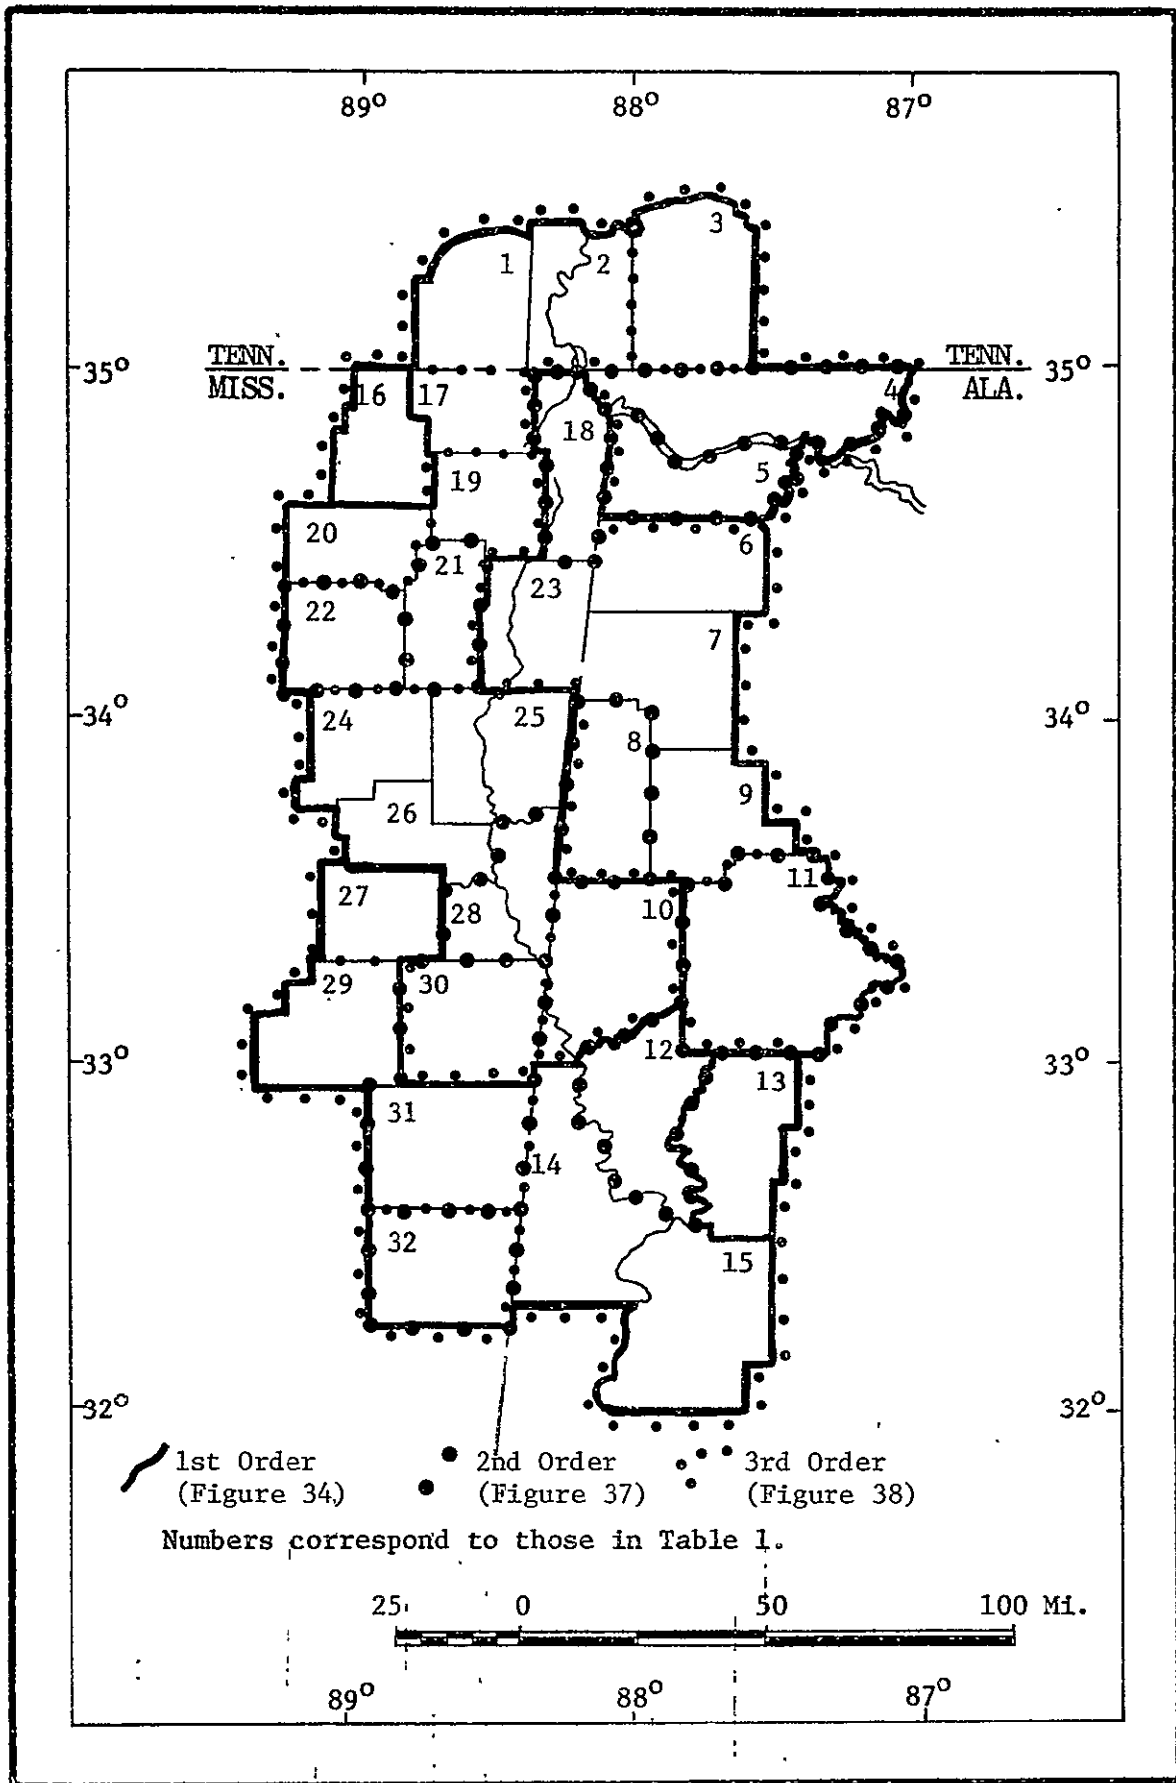 89° 88° 87°
3
1 2
TENN. TENN.
35° 35°
MISS. ALA.
16 17 4
18
19 5
20 6
21
23
22
7
34° 24 25 34°
8
9
26
11
27
28 10
29 30
12
33° 33°
13
31
14
32
15
32° 32°
1st Order 2nd Order 3rd Order
(Figure 34) (Figure 37) (Figure 38)
Numbers correspond to those in Table 1.
25 0 50 100 Mi.
89° 88° 87°